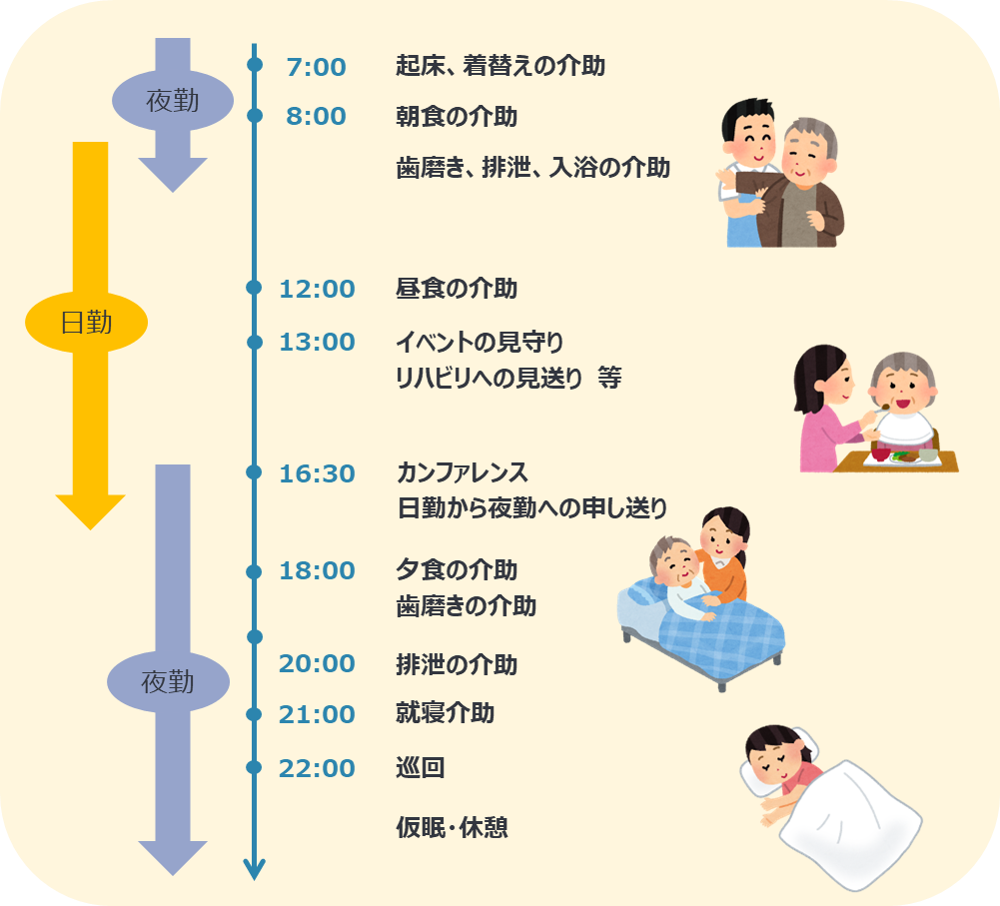 夜勤
日勤
夜勤
7:00 起床、着替えの介助
8:00 朝食の介助
歯磨き、排泄、入浴の介助
12:00 昼食の介助
13:00 イベントの見守り
リハビリへの見送り 等
16:30 カンファレンス
日勤から夜勤への申し送り
18:00 夕食の介助
歯磨きの介助
20:00 排泄の介助
21:00 就寝介助
22:00 巡回
仮眠・休憩